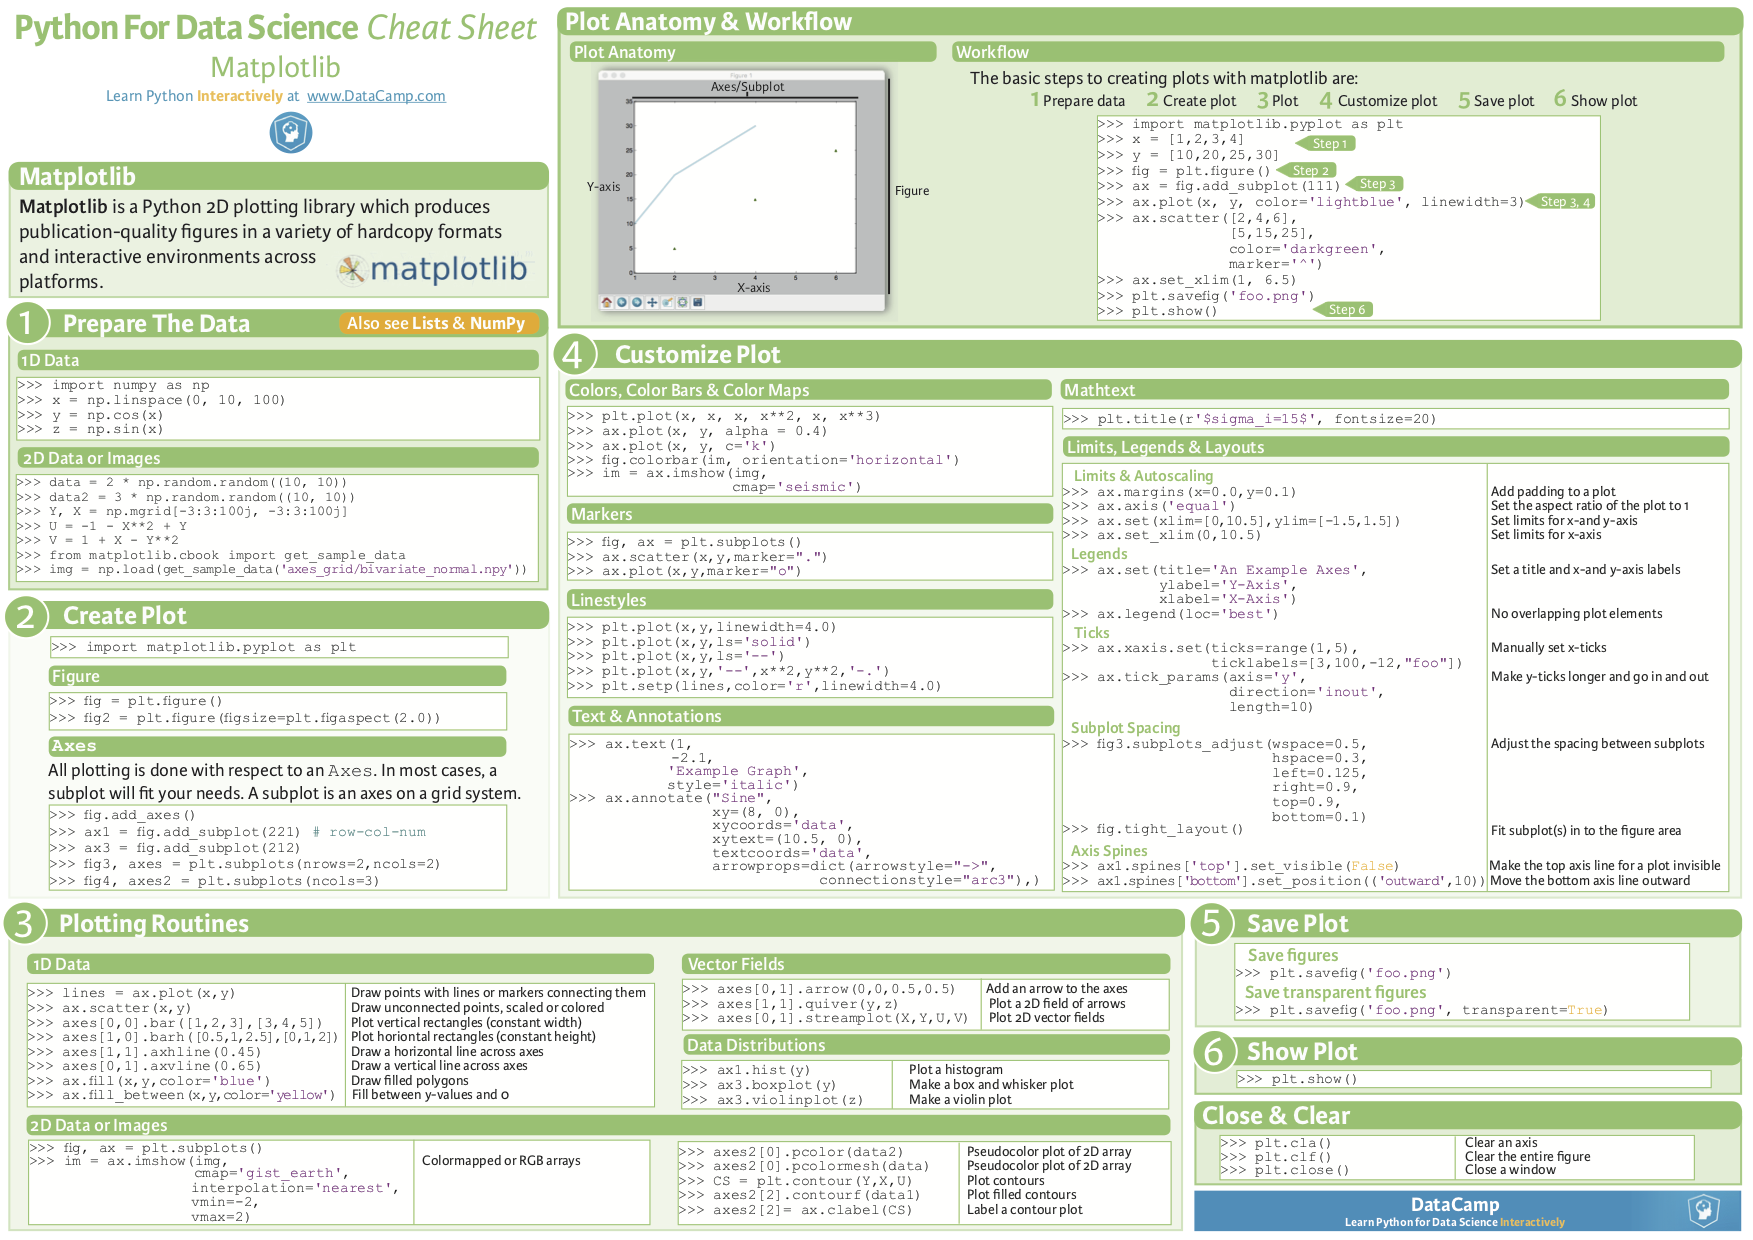 Python For Data Science Cheat Sheet
Matplotlib
Learn Python Interactively at www.DataCamp.com
Matplotlib
Matplotlib is a Python 2D plotting library which produces
publication-quality figures in a variety of hardcopy formats
and interactive environments across
platforms.
matplotlib
1 Prepare The Data
Also see Lists & NumPy
1D Data
>>> import numpy as np
>>> x = np.linspace(0, 10, 100)
>>> y = np.cos(x)
>>> z = np.sin(x)
2D Data or Images
>>> data = 2 * np.random.random((10, 10))
>>> data2 = 3 * np.random.random((10, 10))
>>> Y, X = np.mgrid[-3:3:100j, -3:3:100j]
>>> U = -1 - X**2 + Y
>>> V = 1 + X - Y**2
>>> from matplotlib.cbook import get_sample_data
>>> img = np.load(get_sample_data('axes_grid/bivariate_normal.npy'))
2 Create Plot
>>> import matplotlib.pyplot as plt
Figure
>>> fig = plt.figure()
>>> fig2 = plt.figure(figsize=plt.figaspect(2.0))
Axes
All plotting is done with respect to an Axes. In most cases, a
subplot will fit your needs. A subplot is an axes on a grid system.
>>> fig.add_axes()
>>> ax1 = fig.add_subplot(221) # row-col-num
>>> ax3 = fig.add_subplot(212)
>>> fig3, axes = plt.subplots(nrows=2,ncols=2)
>>> fig4, axes2 = plt.subplots(ncols=3)
Plot Anatomy & Workflow
Plot Anatomy
Figure 1
Axes/Subplot
35
30
25
20
15
10
5
0
1 2 3 4 5 6
Y-axis
X-axis
Figure
Workflow
The basic steps to creating plots with matplotlib are:
1 Prepare data 2 Create plot 3 Plot 4 Customize plot 5 Save plot 6 Show plot
>>> import matplotlib.pyplot as plt
>>> x = [1,2,3,4]
>>> y = [10,20,25,30]
Step 1
>>> fig = plt.figure() Step 2
>>> ax = fig.add_subplot(111) Step 3
>>> ax.plot(x, y, color='lightblue', linewidth=3) Step 3, 4
>>> ax.scatter([2,4,6],
[5,15,25],
color='darkgreen',
marker='^')
>>> ax.set_xlim(1, 6.5)
>>> plt.savefig('foo.png')
>>> plt.show() Step 6
4 Customize Plot
Colors, Color Bars & Color Maps
>>> plt.plot(x, x, x, x**2, x, x**3)
>>> ax.plot(x, y, alpha = 0.4)
>>> ax.plot(x, y, c='k')
>>> fig.colorbar(im, orientation='horizontal')
>>> im = ax.imshow(img,
cmap='seismic')
Markers
>>> fig, ax = plt.subplots()
>>> ax.scatter(x,y,marker=".")
>>> ax.plot(x,y,marker="o")
Linestyles
>>> plt.plot(x,y,linewidth=4.0)
>>> plt.plot(x,y,ls='solid')
>>> plt.plot(x,y,ls='--')
>>> plt.plot(x,y,'--',x**2,y**2,'-.')
>>> plt.setp(lines,color='r',linewidth=4.0)
Text & Annotations
>>> ax.text(1,
-2.1,
'Example Graph',
style='italic')
>>> ax.annotate("Sine",
xy=(8, 0),
xycoords='data',
xytext=(10.5, 0),
textcoords='data',
arrowprops=dict(arrowstyle="->",
connectionstyle="arc3"),)
Mathtext
>>> plt.title(r'$sigma_i=15$', fontsize=20)
Limits, Legends & Layouts
Limits & Autoscaling
>>> ax.margins(x=0.0,y=0.1) Add padding to a plot
>>> ax.axis('equal') Set the aspect ratio of the plot to 1
>>> ax.set(xlim=[0,10.5],ylim=[-1.5,1.5]) Set limits for x-and y-axis
>>> ax.set_xlim(0,10.5) Set limits for x-axis
Legends
>>> ax.set(title='An Example Axes', Set a title and x-and y-axis labels
ylabel='Y-Axis',
xlabel='X-Axis')
>>> ax.legend(loc='best') No overlapping plot elements
Ticks
>>> ax.xaxis.set(ticks=range(1,5), Manually set x-ticks
ticklabels=[3,100,-12,"foo"])
>>> ax.tick_params(axis='y', Make y-ticks longer and go in and out
direction='inout',
length=10)
Subplot Spacing
>>> fig3.subplots_adjust(wspace=0.5, Adjust the spacing between subplots
hspace=0.3,
left=0.125,
right=0.9,
top=0.9,
bottom=0.1)
>>> fig.tight_layout() Fit subplot(s) in to the figure area
Axis Spines
>>> ax1.spines['top'].set_visible(False) Make the top axis line for a plot invisible
>>> ax1.spines['bottom'].set_position(('outward',10)) Move the bottom axis line outward
3 Plotting Routines
1D Data
>>> lines = ax.plot(x,y) Draw points with lines or markers connecting them
>>> ax.scatter(x,y) Draw unconnected points, scaled or colored
>>> axes[0,0].bar([1,2,3],[3,4,5]) Plot vertical rectangles (constant width)
>>> axes[1,0].barh([0.5,1,2.5],[0,1,2]) Plot horiontal rectangles (constant height)
>>> axes[1,1].axhline(0.45) Draw a horizontal line across axes
>>> axes[0,1].axvline(0.65) Draw a vertical line across axes
>>> ax.fill(x,y,color='blue') Draw filled polygons
>>> ax.fill_between(x,y,color='yellow') Fill between y-values and 0
Vector Fields
>>> axes[0,1].arrow(0,0,0.5,0.5) Add an arrow to the axes
>>> axes[1,1].quiver(y,z) Plot a 2D field of arrows
>>> axes[0,1].streamplot(X,Y,U,V) Plot 2D vector fields
Data Distributions
>>> ax1.hist(y) Plot a histogram
>>> ax3.boxplot(y) Make a box and whisker plot
>>> ax3.violinplot(z) Make a violin plot
2D Data or Images
>>> fig, ax = plt.subplots()
>>> im = ax.imshow(img, Colormapped or RGB arrays
cmap='gist_earth',
interpolation='nearest',
vmin=-2,
vmax=2)
>>> axes2[0].pcolor(data2) Pseudocolor plot of 2D array
>>> axes2[0].pcolormesh(data) Pseudocolor plot of 2D array
>>> CS = plt.contour(Y,X,U) Plot contours
>>> axes2[2].contourf(data1) Plot filled contours
>>> axes2[2]= ax.clabel(CS) Label a contour plot
5 Save Plot
Save figures
>>> plt.savefig('foo.png')
Save transparent figures
>>> plt.savefig('foo.png', transparent=True)
6 Show Plot
>>> plt.show()
Close & Clear
>>> plt.cla() Clear an axis
>>> plt.clf() Clear the entire figure
>>> plt.close() Close a window
DataCamp
Learn Python for Data Science Interactively